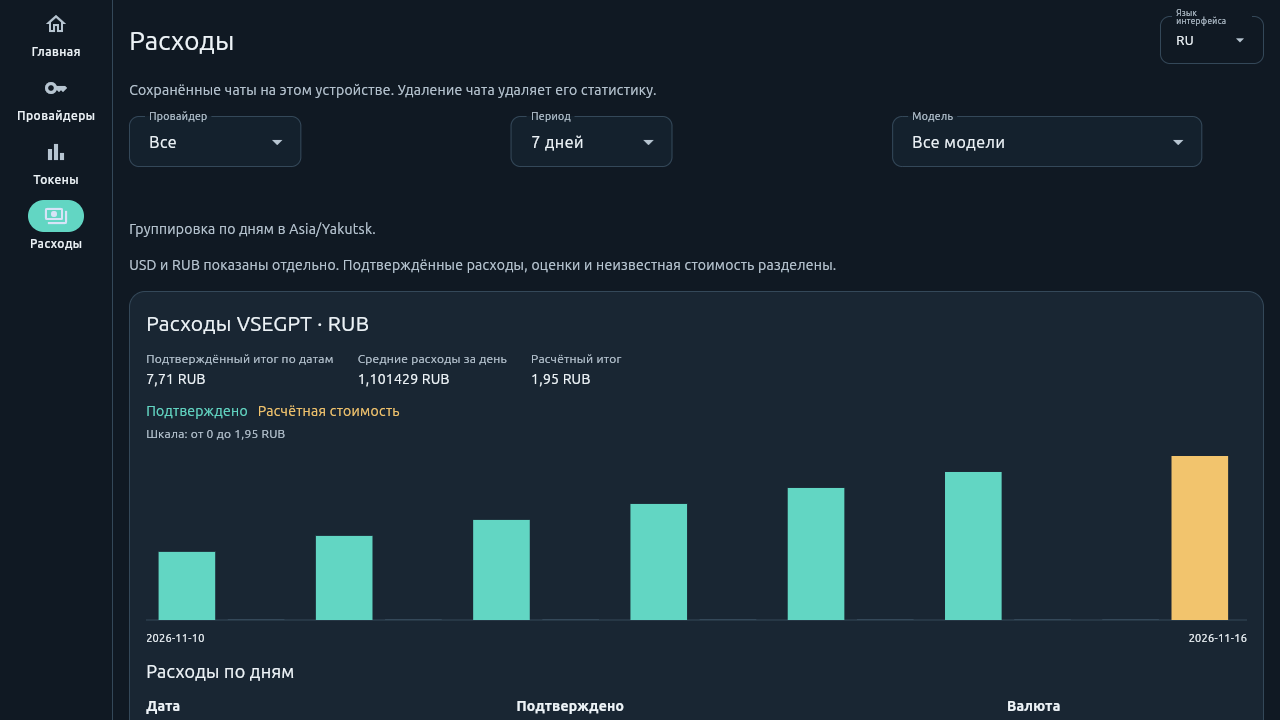 Главная
Провайдеры
Токены
Расходы
Расходы
Язык
интерфейса
RU
Сохранённые чаты на этом устройстве. Удаление чата удаляет его статистику.
Провайдер
Все
Период
7 дней
Модель
Все модели
Группировка по дням в Asia/Yakutsk.
USD и RUB показаны отдельно. Подтверждённые расходы, оценки и неизвестная стоимость разделены.
Расходы VSEGPT · RUB
Подтверждённый итог по датам
7,71 RUB
Средние расходы за день
1,101429 RUB
Расчётный итог
1,95 RUB
Подтверждено Расчётная стоимость
Шкала: от 0 до 1,95 RUB
2026-11-10 2026-11-16
Расходы по дням
Дата Подтверждено Валюта